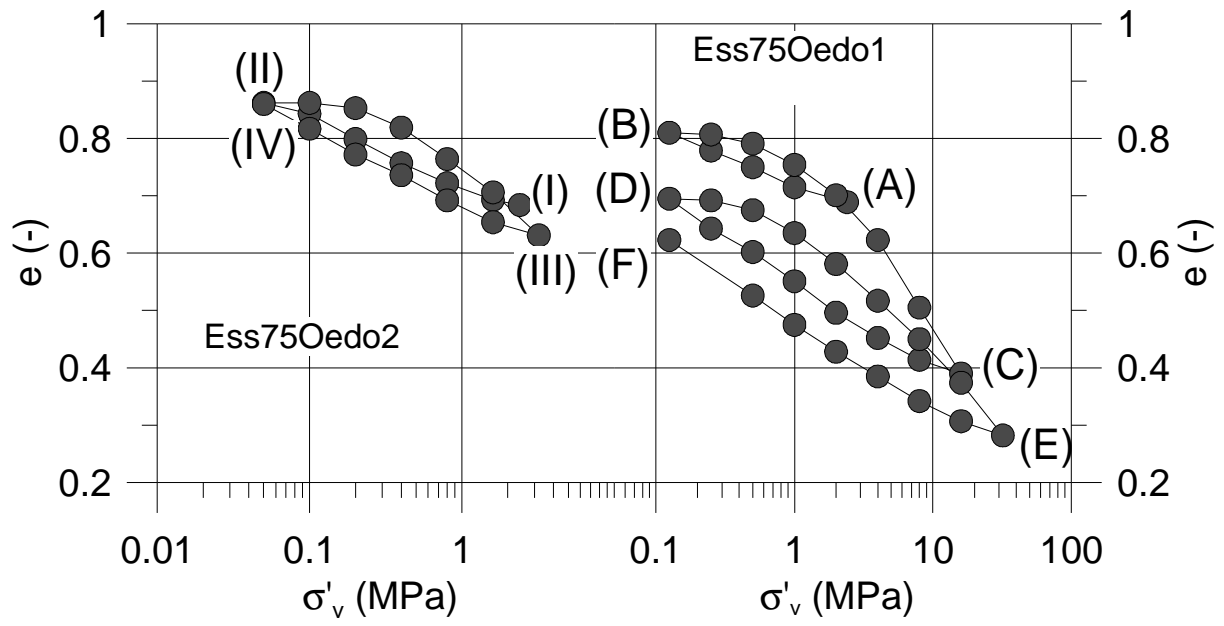 1
1
Ess75Oedo1
(II)
0.8
(B)
0.8
(IV)
(I)
(D)
(A)
e (-)
0.6
(III)
(F)
0.6
e (-)
Ess75Oedo2
0.4
(C)
0.4
(E)
0.2
0.2
0.01
0.1
1
0.1
1
10
100
σ'v (MPa)
σ'v (MPa)